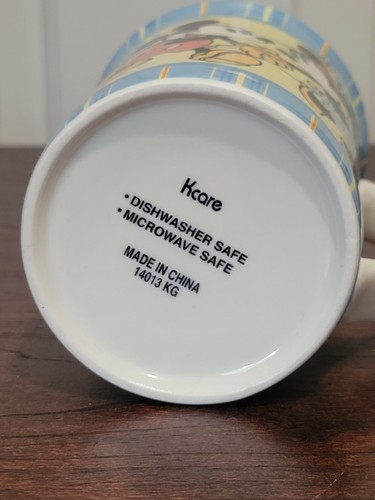 Kcare
• DISHWASHER SAFE
• MICROWAVE SAFE
MADE IN CHINA
14013 KG